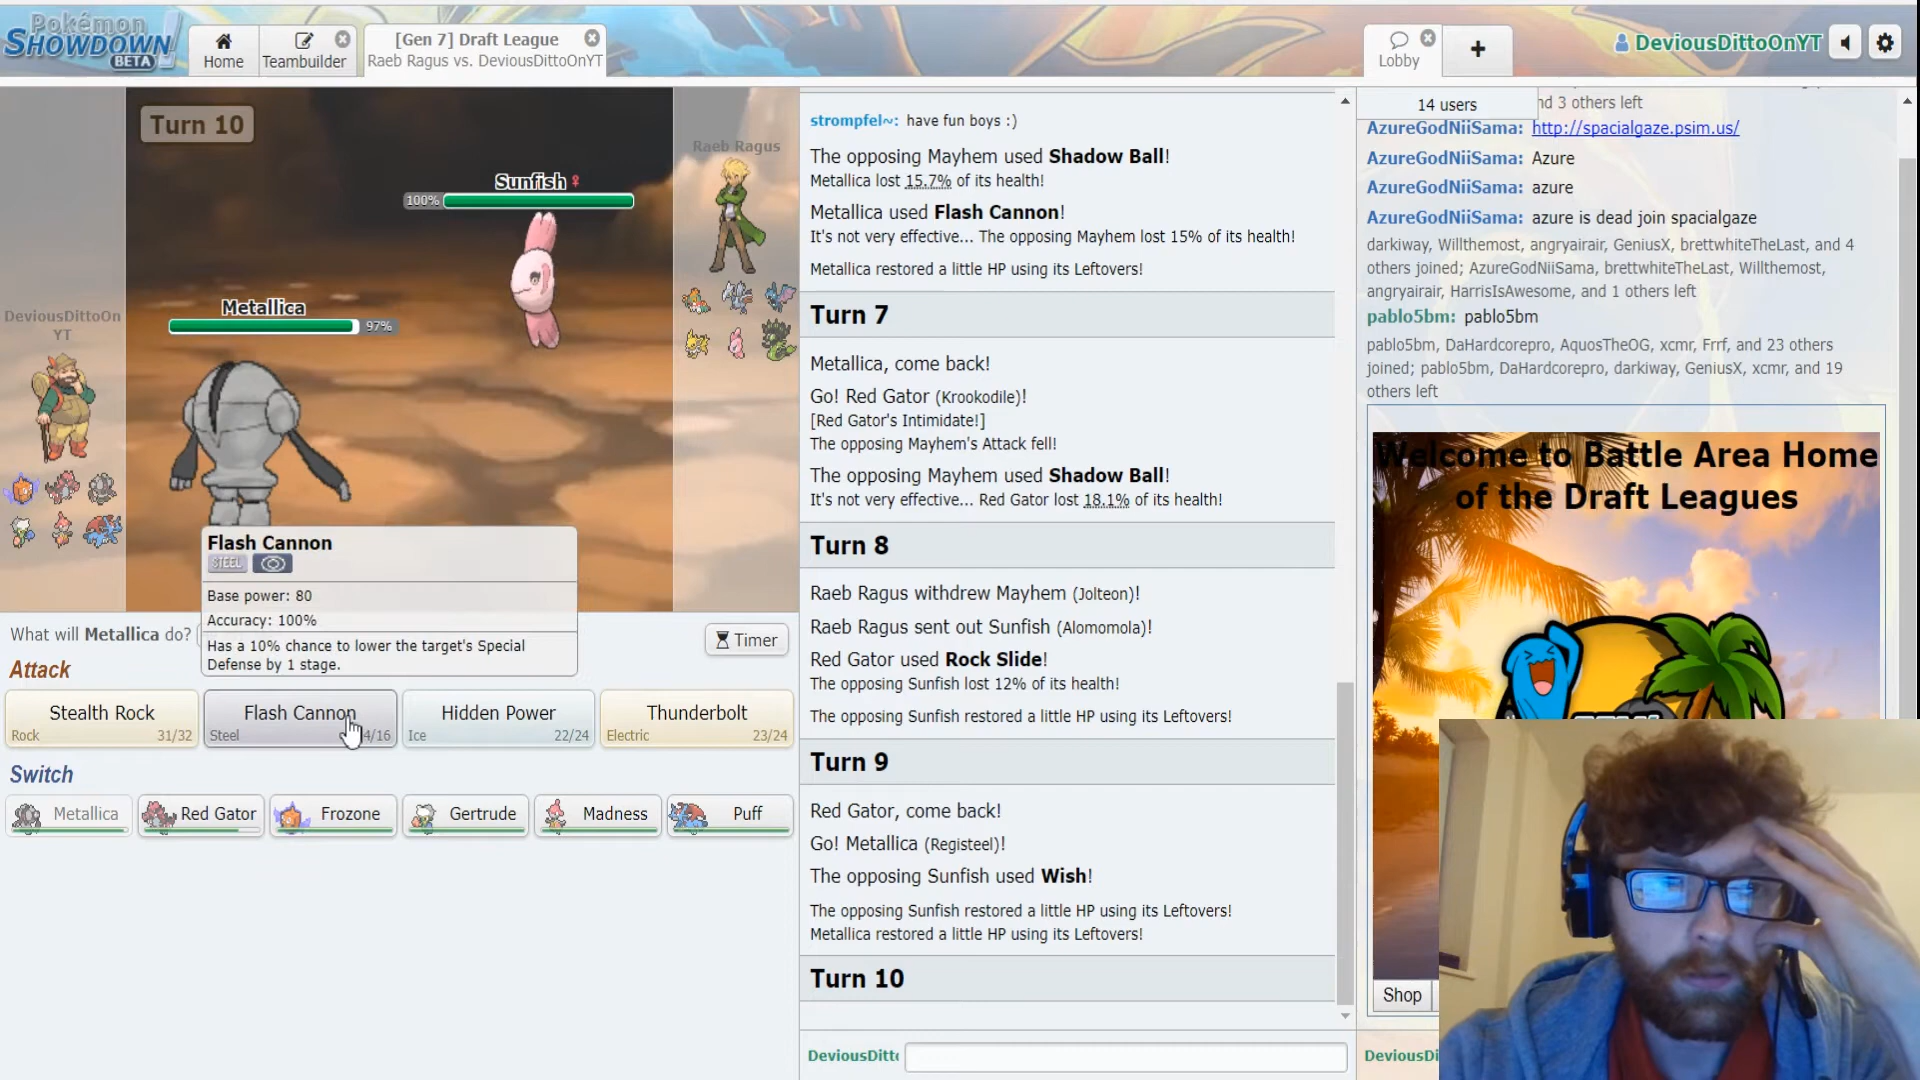 Pokémon
SHOWDOWN!
BETA
Home
Teambuilder
[Gen 7] Draft League
Raeb Ragus vs. DeviousDittoOnYT
Lobby
+
DeviousDittoOnYT
Turn 10
Sunfish ♀
100%
Metallica
97%
DeviousDittoOn
YT
Raeb Ragus
Flash Cannon
STEEL
Base power: 80
Accuracy: 100%
Has a 10% chance to lower the target's Special
Defense by 1 stage.
What will Metallica do?
Timer
Attack
Stealth Rock
Rock 31/32
Flash Cannon
Steel 4/16
Hidden Power
Ice 22/24
Thunderbolt
Electric 23/24
Switch
Metallica
Red Gator
Frozone
Gertrude
Madness
Puff
strompfel~: have fun boys :)
The opposing Mayhem used Shadow Ball!
Metallica lost 15.7% of its health!
Metallica used Flash Cannon!
It's not very effective... The opposing Mayhem lost 15% of its health!
Metallica restored a little HP using its Leftovers!
Turn 7
Metallica, come back!
Go! Red Gator (Krookodile)!
[Red Gator's Intimidate!]
The opposing Mayhem's Attack fell!
The opposing Mayhem used Shadow Ball!
It's not very effective... Red Gator lost 18.1% of its health!
Turn 8
Raeb Ragus withdrew Mayhem (Jolteon)!
Raeb Ragus sent out Sunfish (Alomomola)!
Red Gator used Rock Slide!
The opposing Sunfish lost 12% of its health!
The opposing Sunfish restored a little HP using its Leftovers!
Turn 9
Red Gator, come back!
Go! Metallica (Registeel)!
The opposing Sunfish used Wish!
The opposing Sunfish restored a little HP using its Leftovers!
Metallica restored a little HP using its Leftovers!
Turn 10
DeviousDitto
14 users
nd 3 others left
AzureGodNiiSama: http://spacialgaze.psim.us/
AzureGodNiiSama: Azure
AzureGodNiiSama: azure
AzureGodNiiSama: azure is dead join spacialgaze
darkiway, Willthemost, angryairair, GeniusX, brettwhiteTheLast, and 4
others joined; AzureGodNiiSama, brettwhiteTheLast, Willthemost,
angryairair, HarrisIsAwesome, and 1 others left
pablo5bm: pablo5bm
pablo5bm, DaHardcorepro, AquosTheOG, xcmr, Frrf, and 23 others
joined; pablo5bm, DaHardcorepro, darkiway, GeniusX, xcmr, and 19
others left
Welcome to Battle Area Home
of the Draft Leagues
Shop
DeviousDi